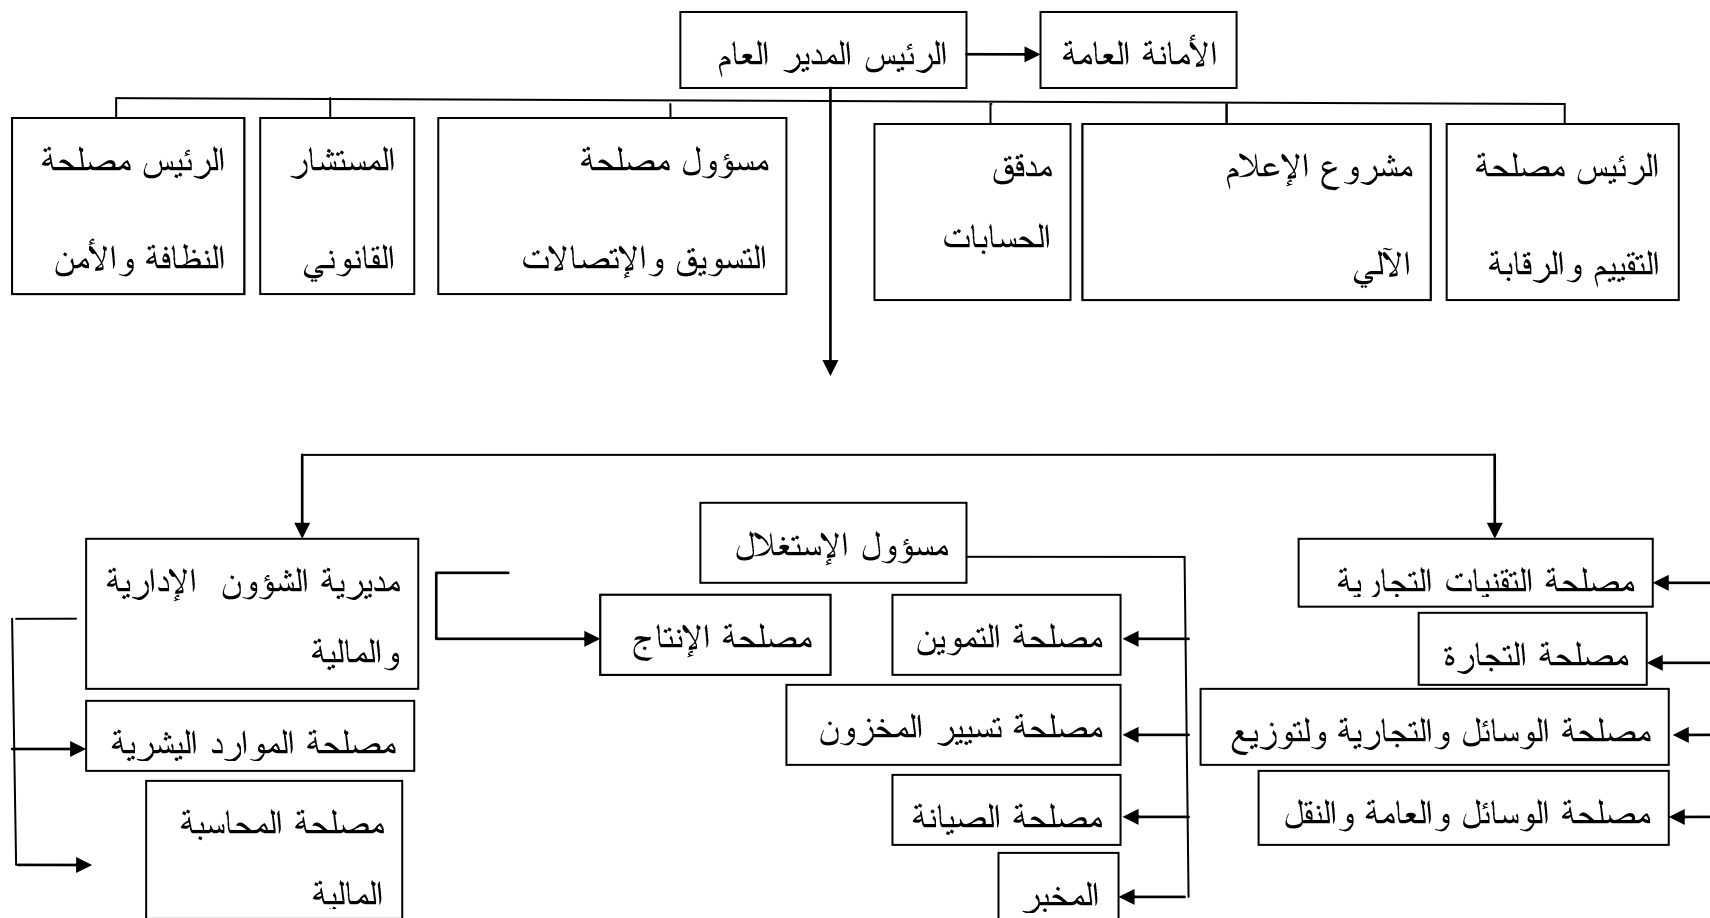 الرئيس المدير العام
الأمانة العامة
الرئيس مصلحة
التقييم والرقابة
مشروع الإعلام
الآلي
مدقق
الحسابات
مسؤول مصلحة
التسويق والإتصالات
المستشار
القانوني
الرئيس مصلحة
النظافة والأمن
مصلحة التقنيات التجارية
مصلحة التجارة
مصلحة الوسائل والتجارية ولتوزيع
مصلحة الوسائل والعامة والنقل
مسؤول الإستغلال
مصلحة التموين
مصلحة الإنتاج
مصلحة تسيير المخزون
مصلحة الصيانة
المخبر
مديرية الشؤون الإدارية
والمالية
مصلحة الموارد اليشرية
مصلحة المحاسبة
المالية